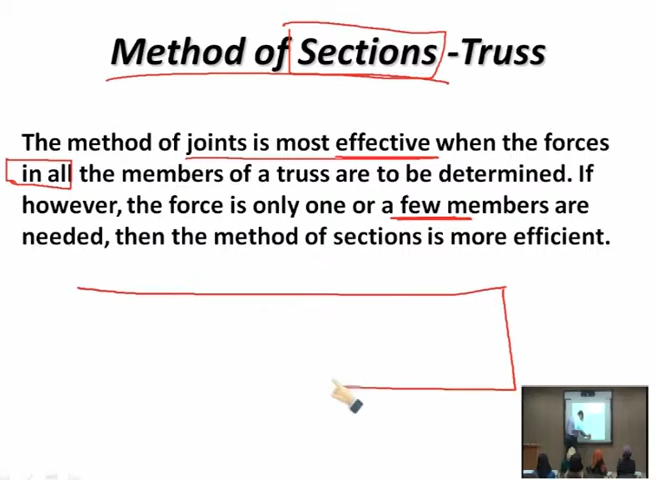 Method of Sections -Truss
The method of joints is most effective when the forces
in all the members of a truss are to be determined. If
however, the force is only one or a few members are
needed, then the method of sections is more efficient.